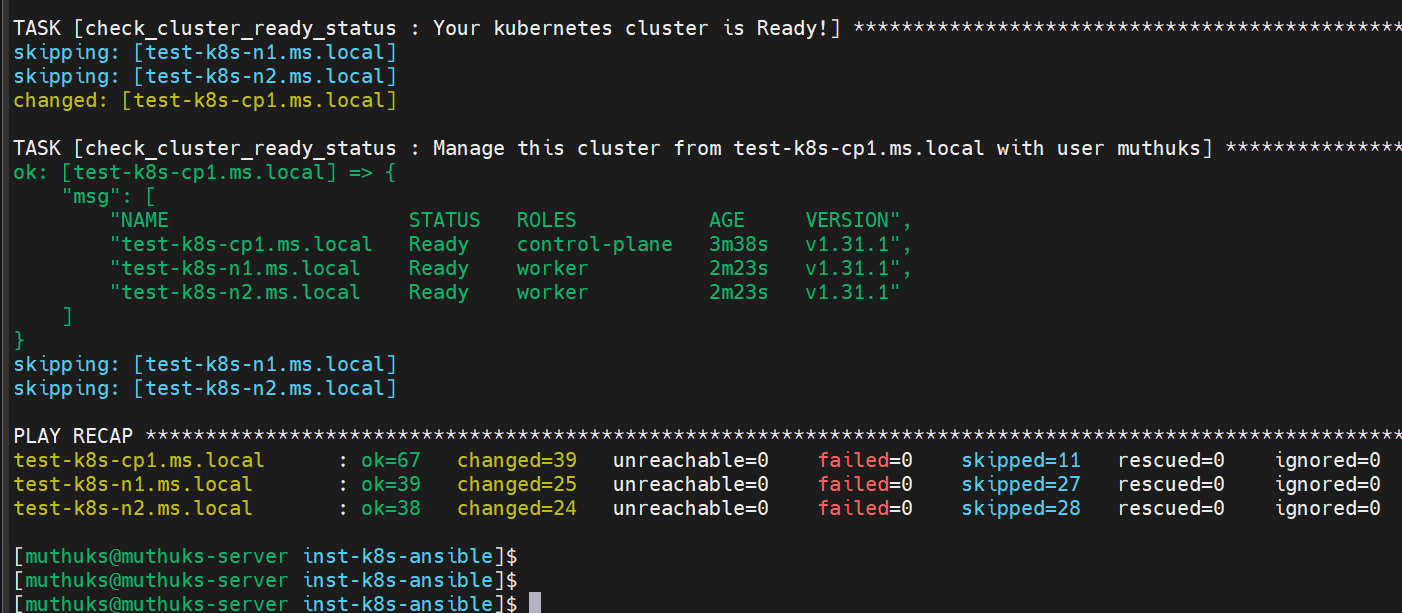 TASK [check_cluster_ready_status : Your kubernetes cluster is Ready!] **********************************************
skipping: [test-k8s-n1.ms.local]
skipping: [test-k8s-n2.ms.local]
changed: [test-k8s-cp1.ms.local]
TASK [check_cluster_ready_status : Manage this cluster from test-k8s-cp1.ms.local with user muthuks] ***************
ok: [test-k8s-cp1.ms.local] => {
    "msg": [
        "NAME                    STATUS   ROLES           AGE     VERSION",
        "test-k8s-cp1.ms.local   Ready    control-plane   3m38s   v1.31.1",
        "test-k8s-n1.ms.local    Ready    worker          2m23s   v1.31.1",
        "test-k8s-n2.ms.local    Ready    worker          2m23s   v1.31.1"
    ]
}
skipping: [test-k8s-n1.ms.local]
skipping: [test-k8s-n2.ms.local]
PLAY RECAP *********************************************************************************************************
test-k8s-cp1.ms.local      : ok=67   changed=39   unreachable=0    failed=0    skipped=11   rescued=0    ignored=0
test-k8s-n1.ms.local       : ok=39   changed=25   unreachable=0    failed=0    skipped=27   rescued=0    ignored=0
test-k8s-n2.ms.local       : ok=38   changed=24   unreachable=0    failed=0    skipped=28   rescued=0    ignored=0
[muthuks@muthuks-server inst-k8s-ansible]$
[muthuks@muthuks-server inst-k8s-ansible]$
[muthuks@muthuks-server inst-k8s-ansible]$